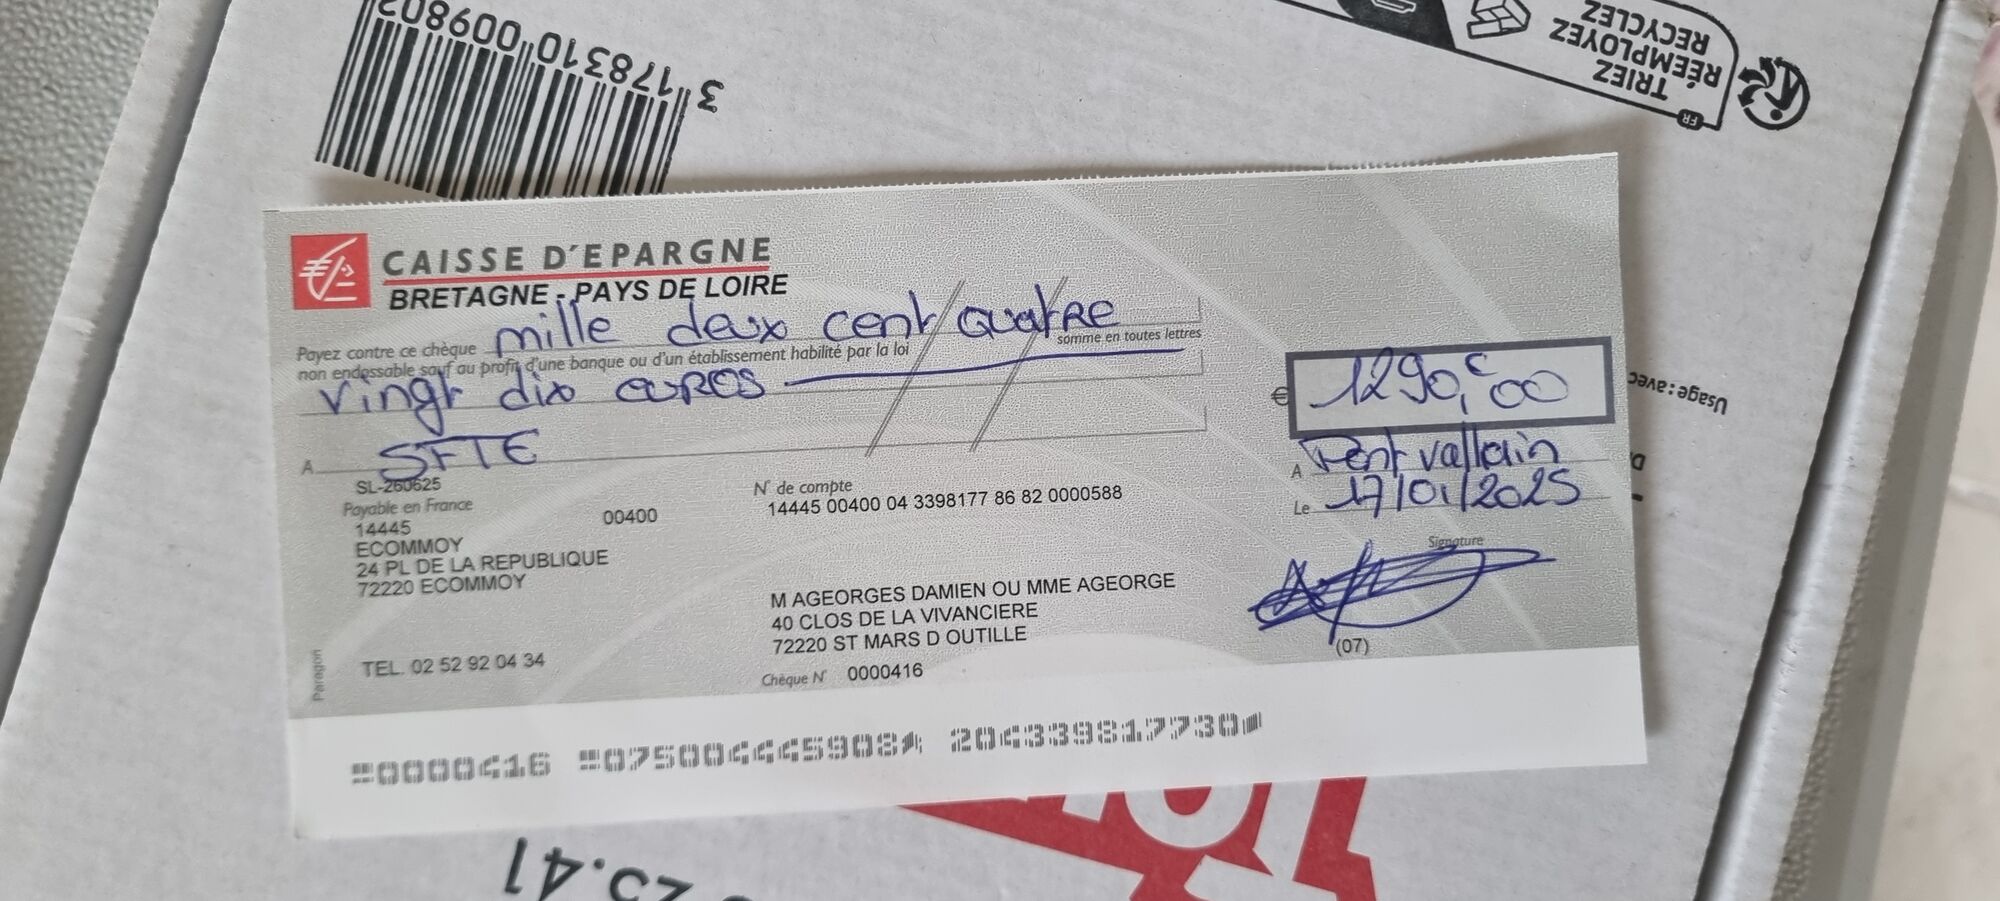 3 178310 009802
TRIEZ
RÉEMPLOYEZ
RECYCLEZ
FR
CAISSE D'EPARGNE
BRETAGNE - PAYS DE LOIRE
Payez contre ce chèque mille deux cent quatre
non endossable sauf au profit d'une banque ou d'un établissement habilité par la loi
somme en toutes lettres
vingt dix euros
€ 1290,€00
Usage: avec
A SFTE
A Pontvallain
Le 17/01/2025
SL-260625
Payable en France
14445 00400
ECOMMOY
24 PL DE LA REPUBLIQUE
72220 ECOMMOY
TEL. 02 52 92 04 34
N° de compte
14445 00400 04 3398177 86 82 0000588
M AGEORGES DAMIEN OU MME AGEORGE
40 CLOS DE LA VIVANCIERE
72220 ST MARS D OUTILLE
Chèque N° 0000416
Signature
(07)
Paragon
0000416 075004445908 204339817730